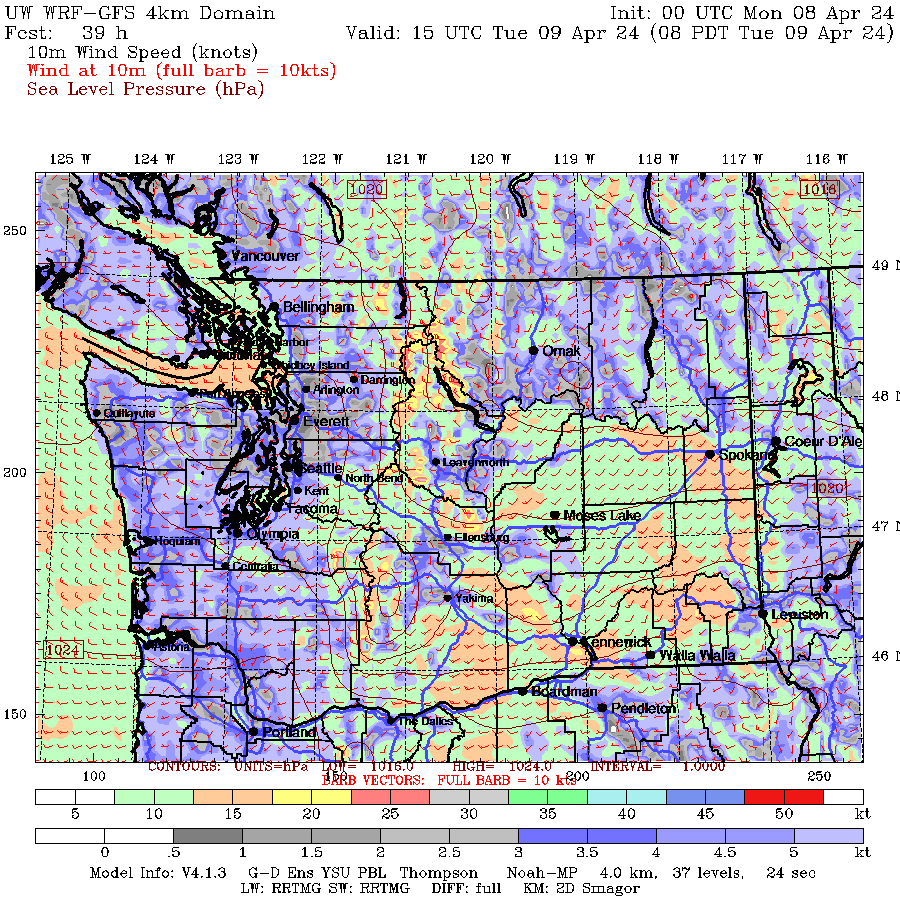 UW WRF-GFS 4km Domain Init: 00 UTC Mon 08 Apr 24
Fcst: 39 h Valid: 15 UTC Tue 09 Apr 24 (08 PDT Tue 09 Apr 24)
10m Wind Speed (knots)
Wind at 10m (full barb = 10kts)
Sea Level Pressure (hPa)
125 W 124 W 123 W 122 W 121 W 120 W 119 W 118 W 117 W 116 W
1020 1016
250
Vancouver
49 N
Bellingham
Omak
Darrington
Arlington
48 N
Quillayute
Everett
Coeur D'Ale
Spokane
Leavenworth
200
Seattle
North Bend
Kent
1020
Tacoma
Moses Lake
47 N
Olympia
Ellensburg
Hoquiam
Centralia
Yakima
Lewiston
Kennewick
1024
Astoria
Walla Walla
46 N
Boardman
Pendleton
150
The Dalles
Portland
CONTOURS: UNITS=hPa LOW= 1016.0 HIGH= 1024.0 INTERVAL= 1.0000
100 150 200 250
BARB VECTORS: FULL BARB = 10 kts
5 10 15 20 25 30 35 40 45 50 kt
0 .5 1 1.5 2 2.5 3 3.5 4 4.5 5 kt
Model Info: V4.1.3 G-D Ens YSU PBL Thompson Noah-MP 4.0 km, 37 levels, 24 sec
LW: RRTMG SW: RRTMG DIFF: full KM: 2D Smagor